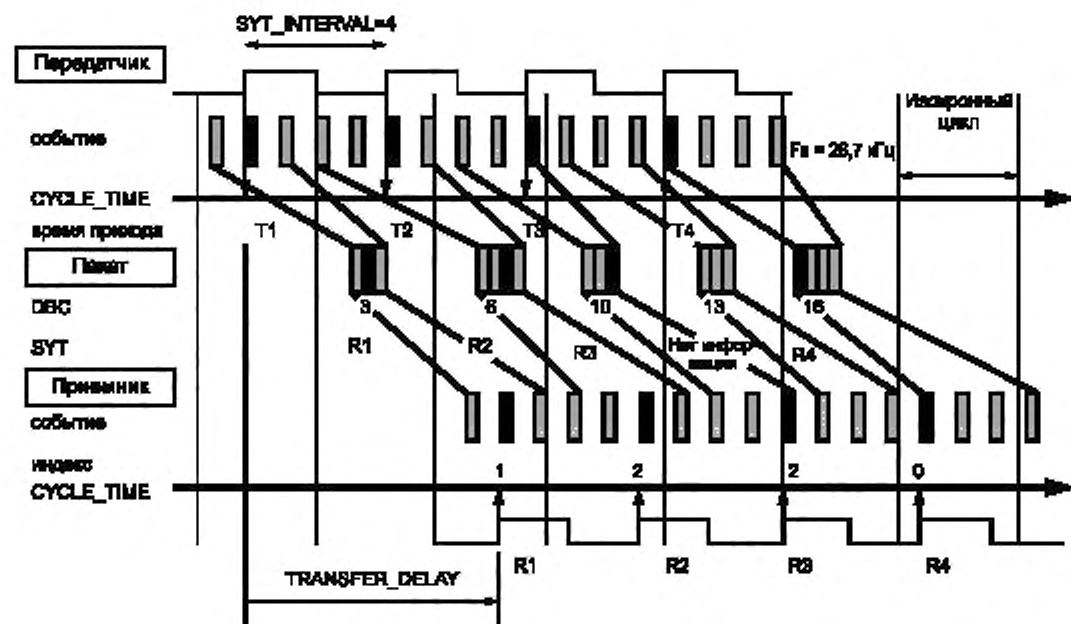 SYT_INTERVAL=4
Передатчик
событие
Изохронный
цикл
Fs = 26,7 кГц
CYCLE_TIME
время прихода
T1
T2
T3
T4
Пакет
DBC
3
6
10
13
16
SYT
R1
R2
R3
Нет инфор-
мации
R4
Приемник
событие
индекс
1
2
2
0
CYCLE_TIME
R1
R2
R3
R4
TRANSFER_DELAY